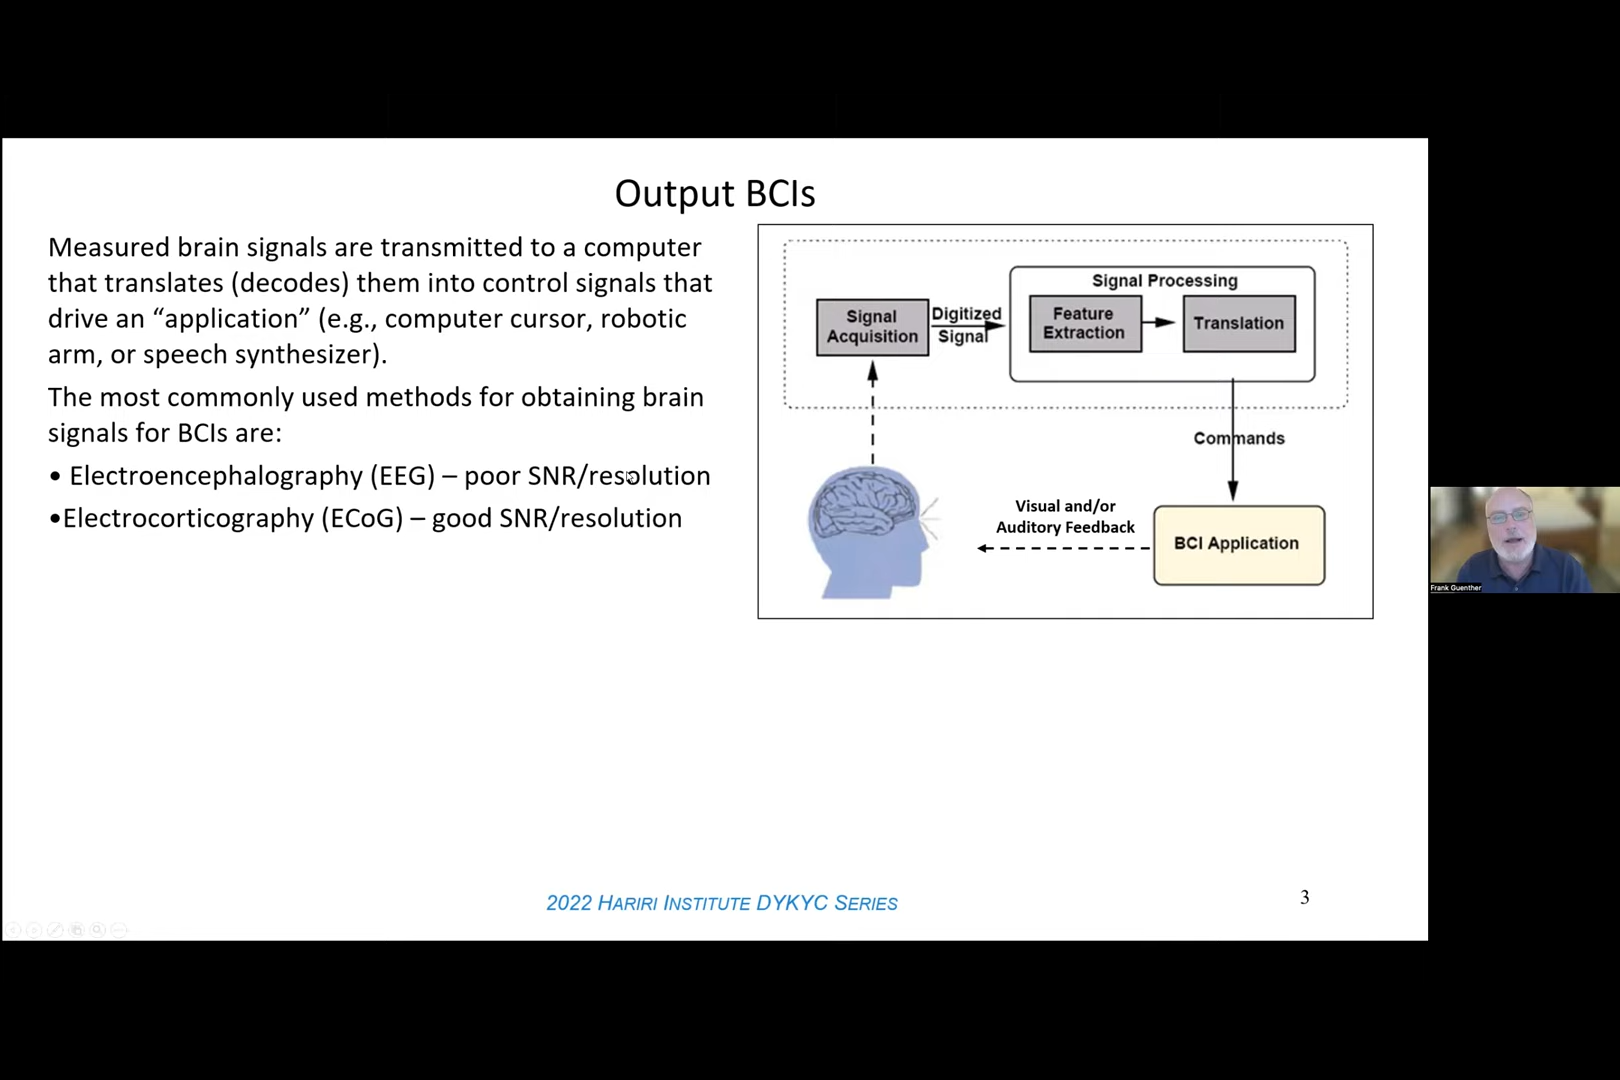 Output BCIs
Measured brain signals are transmitted to a computer
that translates (decodes) them into control signals that
drive an “application” (e.g., computer cursor, robotic
arm, or speech synthesizer).
The most commonly used methods for obtaining brain
signals for BCIs are:
• Electroencephalography (EEG) – poor SNR/resolution
•Electrocorticography (ECoG) – good SNR/resolution
Signal Processing
Signal
Acquisition
Digitized
Signal
Feature
Extraction
Translation
Commands
Visual and/or
Auditory Feedback
BCI Application
Frank Guenther
2022 HARIRI INSTITUTE DYKYC SERIES
3